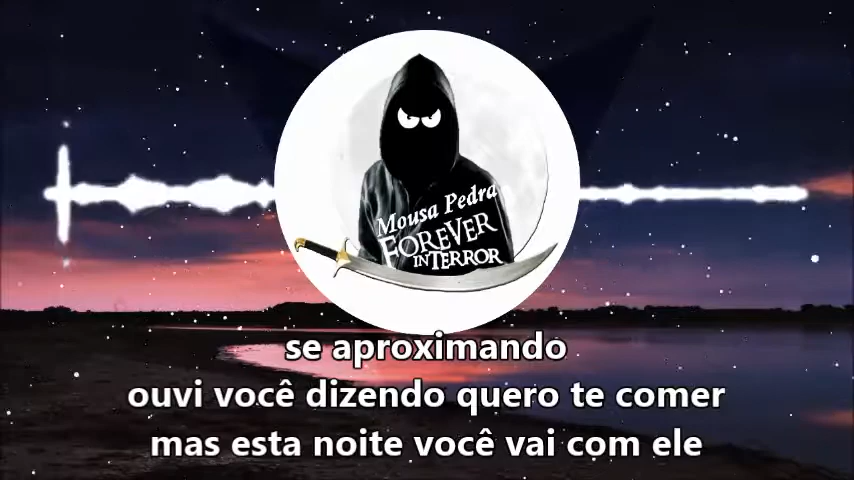 Mousa Pedra
FOREVER
IN TERROR
se aproximando
ouvi você dizendo quero te comer
mas esta noite você vai com ele